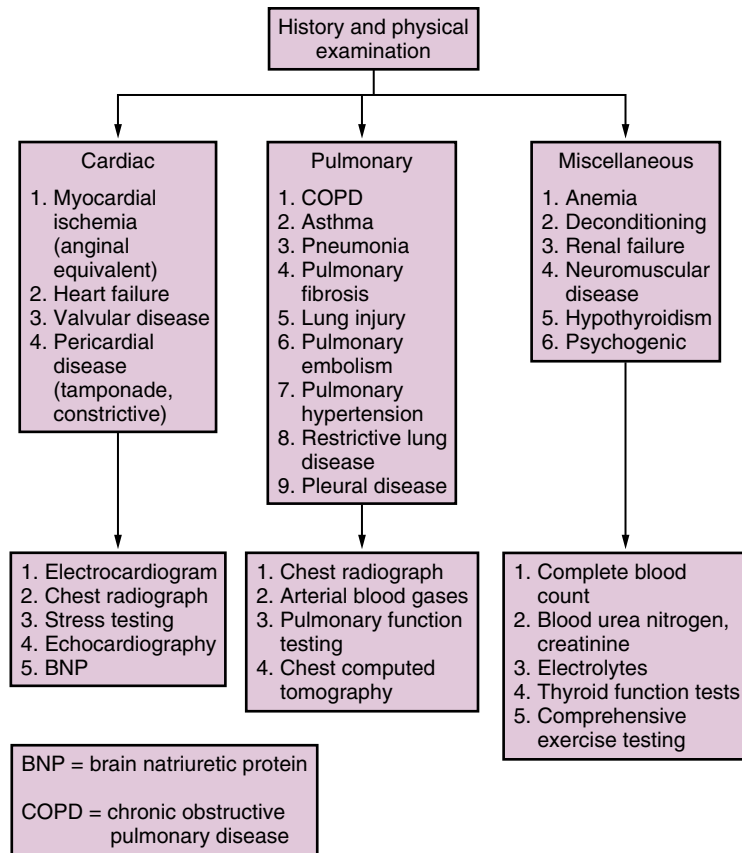 History and physical
examination
Cardiac
1. Myocardial
ischemia
(anginal
equivalent)
2. Heart failure
3. Valvular disease
4. Pericardial
disease
(tamponade,
constrictive)
Pulmonary
1. COPD
2. Asthma
3. Pneumonia
4. Pulmonary
fibrosis
5. Lung injury
6. Pulmonary
embolism
7. Pulmonary
hypertension
8. Restrictive lung
disease
9. Pleural disease
Miscellaneous
1. Anemia
2. Deconditioning
3. Renal failure
4. Neuromuscular
disease
5. Hypothyroidism
6. Psychogenic
1. Electrocardiogram
2. Chest radiograph
3. Stress testing
4. Echocardiography
5. BNP
1. Chest radiograph
2. Arterial blood gases
3. Pulmonary function
testing
4. Chest computed
tomography
1. Complete blood
count
2. Blood urea nitrogen,
creatinine
3. Electrolytes
4. Thyroid function tests
5. Comprehensive
exercise testing
BNP = brain natriuretic protein
COPD = chronic obstructive
pulmonary disease